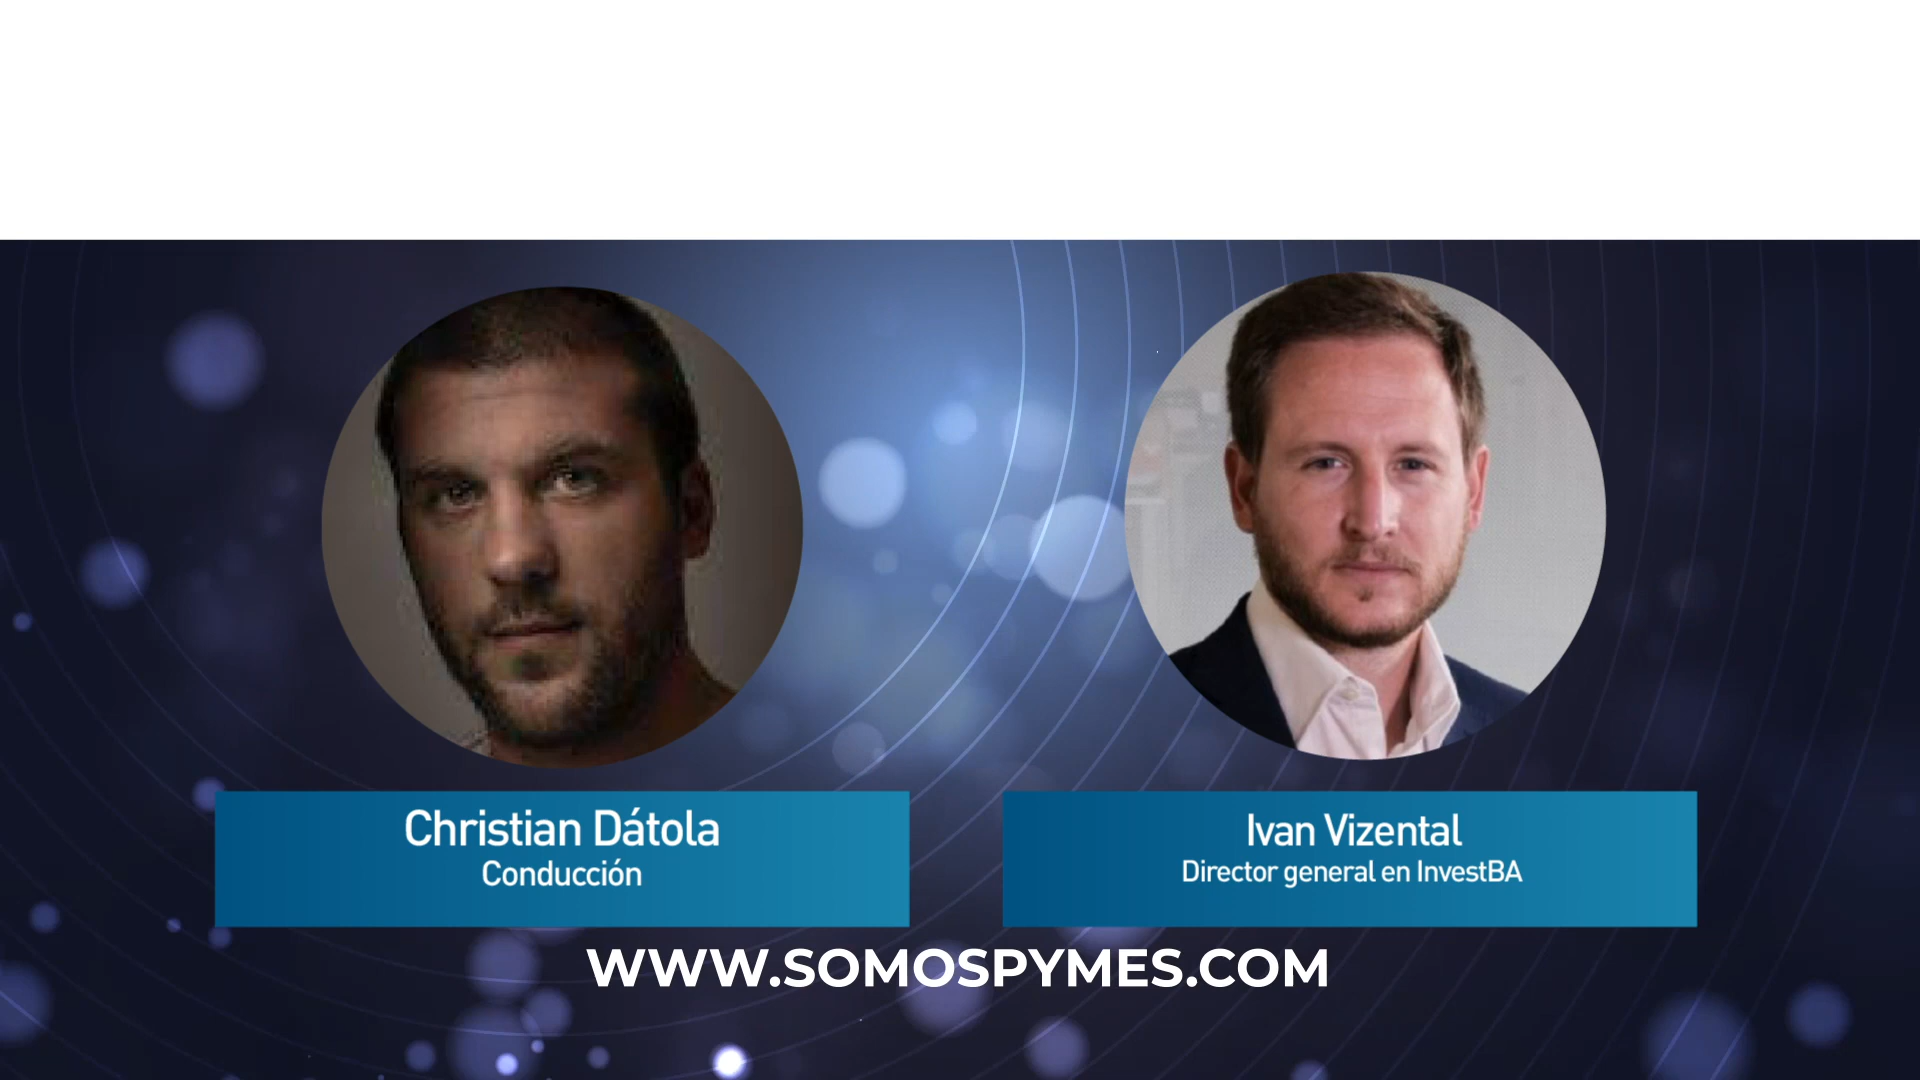 Christian Dátola
Conducción
Ivan Vizental
Director general en InvestBA
WWW.SOMOSPYMES.COM